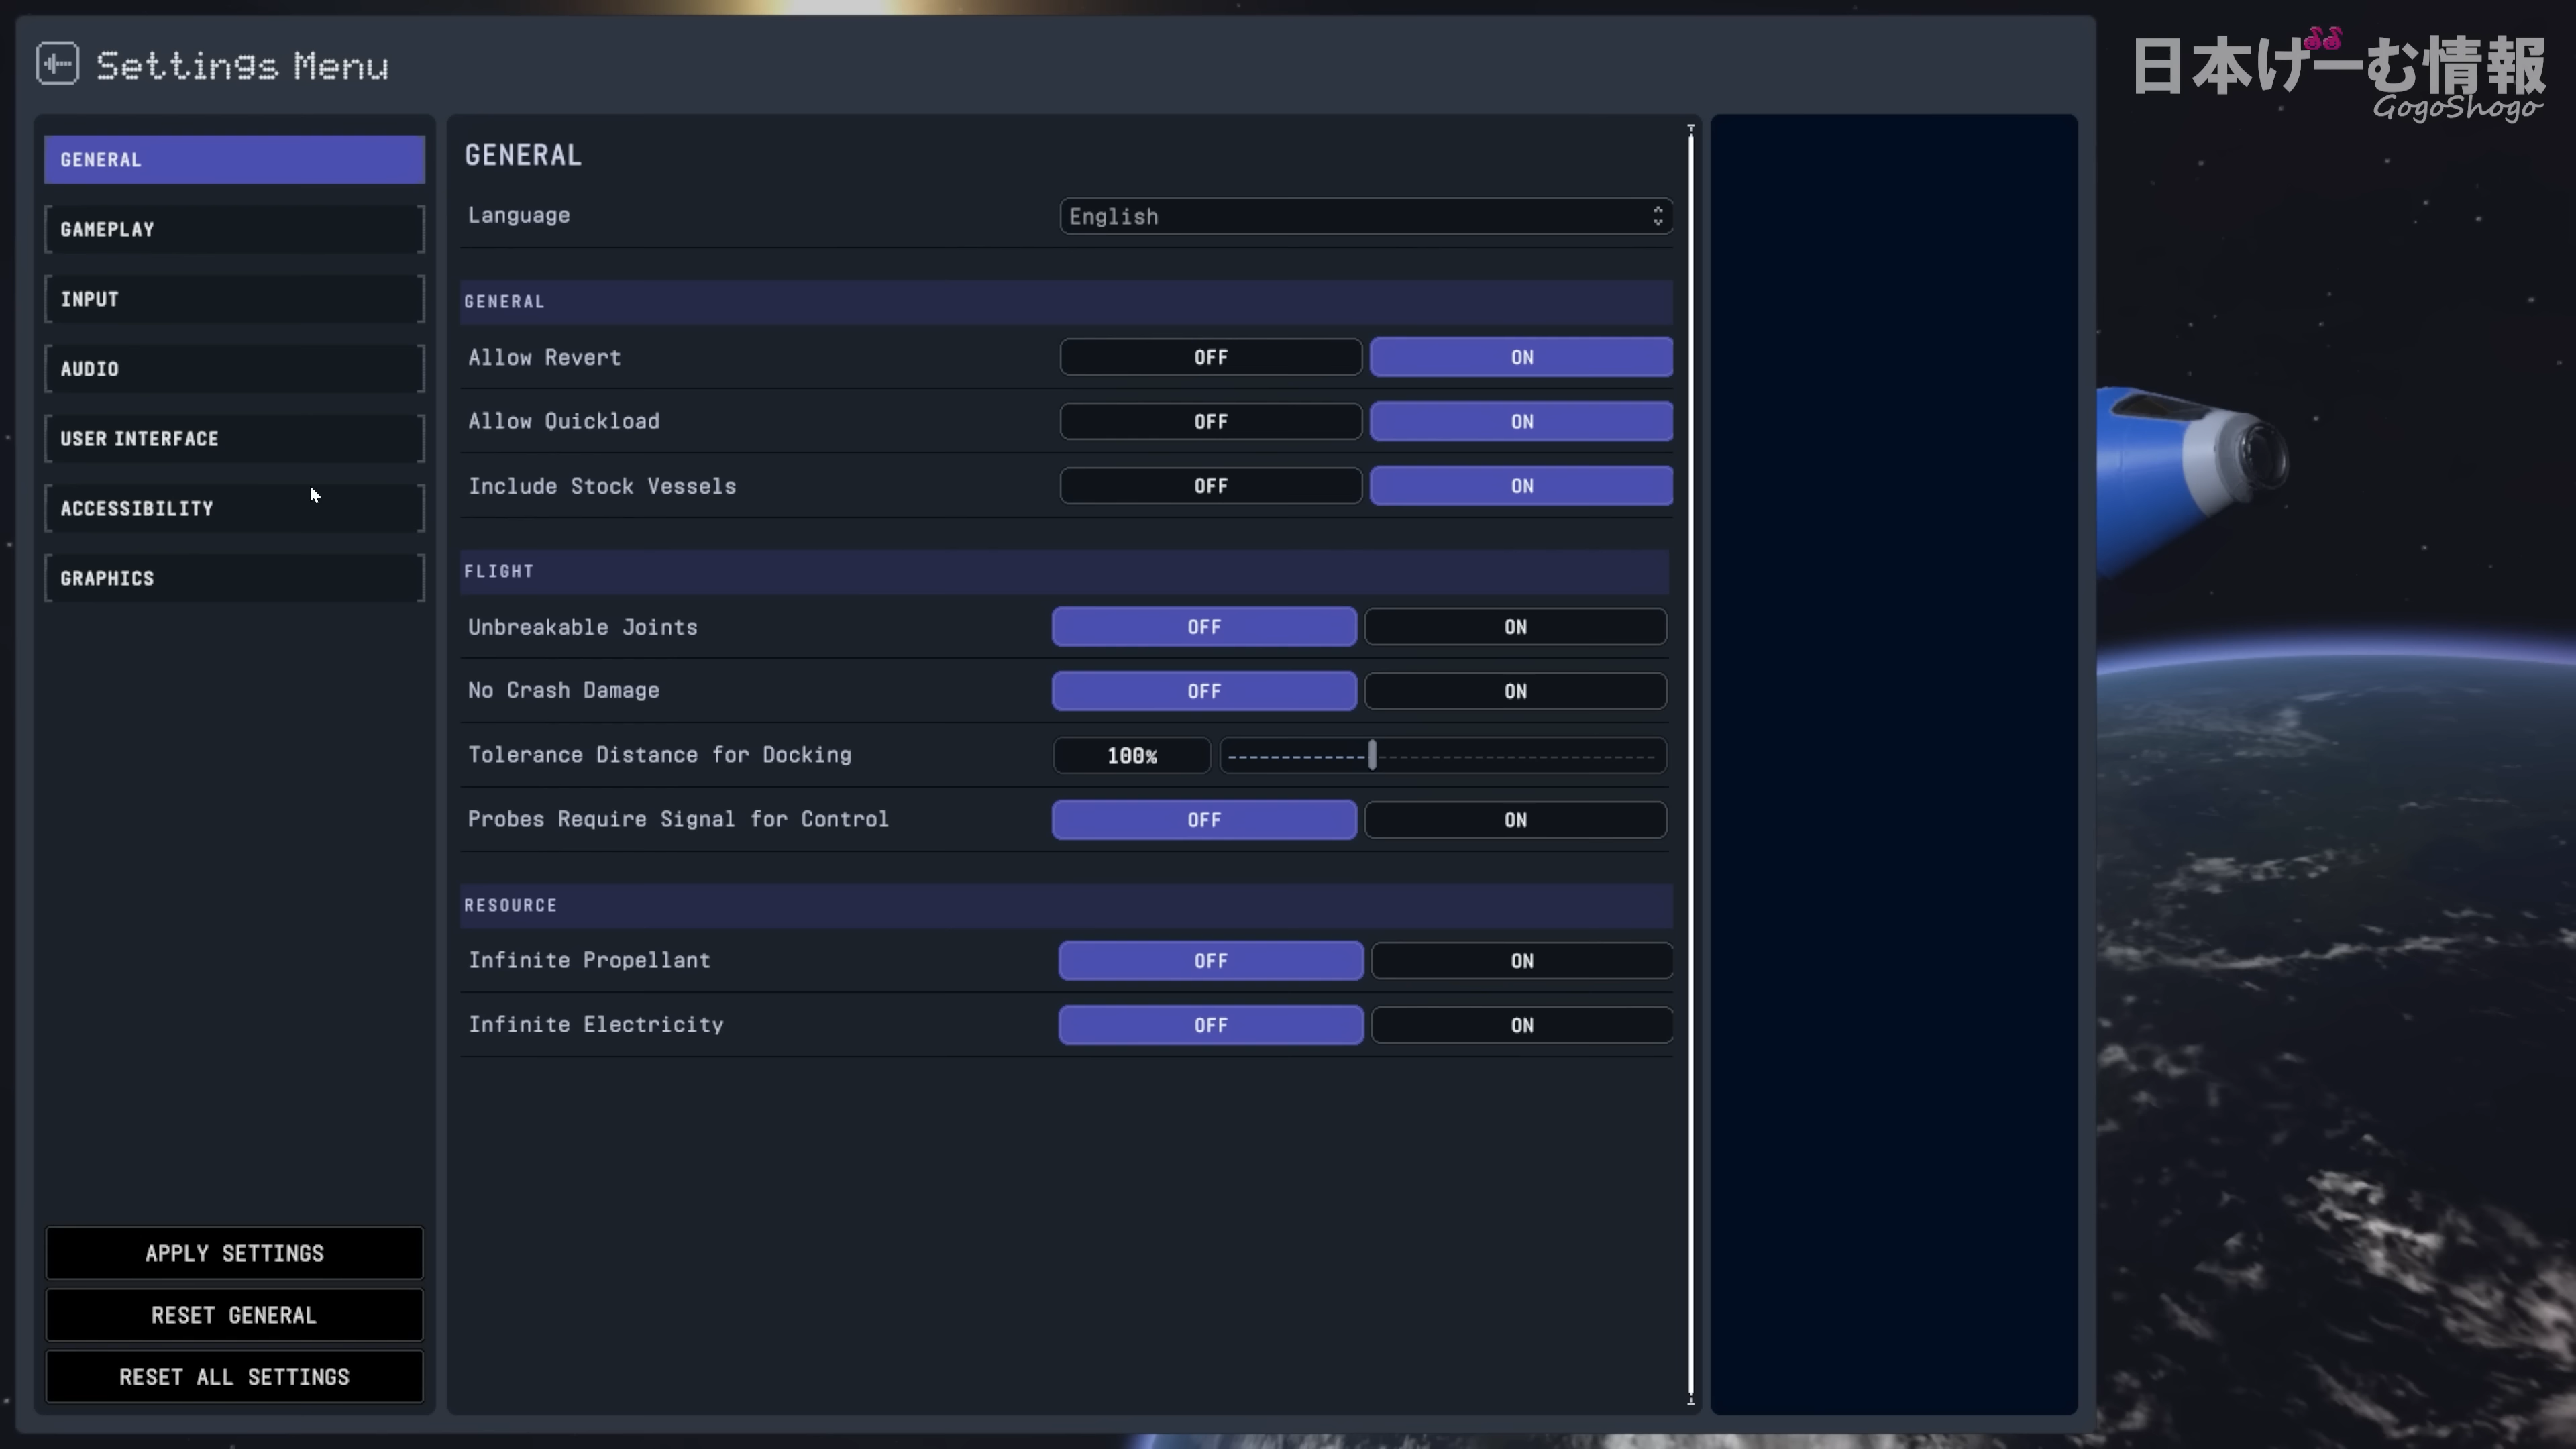 Settings Menu
日本げーむ情報
GogoShogo
GENERAL
GAMEPLAY
INPUT
AUDIO
USER INTERFACE
ACCESSIBILITY
GRAPHICS
APPLY SETTINGS
RESET GENERAL
RESET ALL SETTINGS
GENERAL
Language English
GENERAL
Allow Revert OFF ON
Allow Quickload OFF ON
Include Stock Vessels OFF ON
FLIGHT
Unbreakable Joints OFF ON
No Crash Damage OFF ON
Tolerance Distance for Docking 100%
Probes Require Signal for Control OFF ON
RESOURCE
Infinite Propellant OFF ON
Infinite Electricity OFF ON